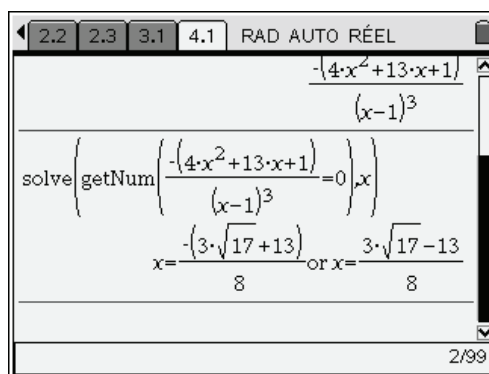 2.2 2.3 3.1 4.1 RAD AUTO RÉEL
-(4·x²+13·x+1)
(x-1)³
solve(getNum(-(4·x²+13·x+1)/(x-1)³=0),x)
x=-(3·√17+13)/8 or x=3·√17-13/8
2/99